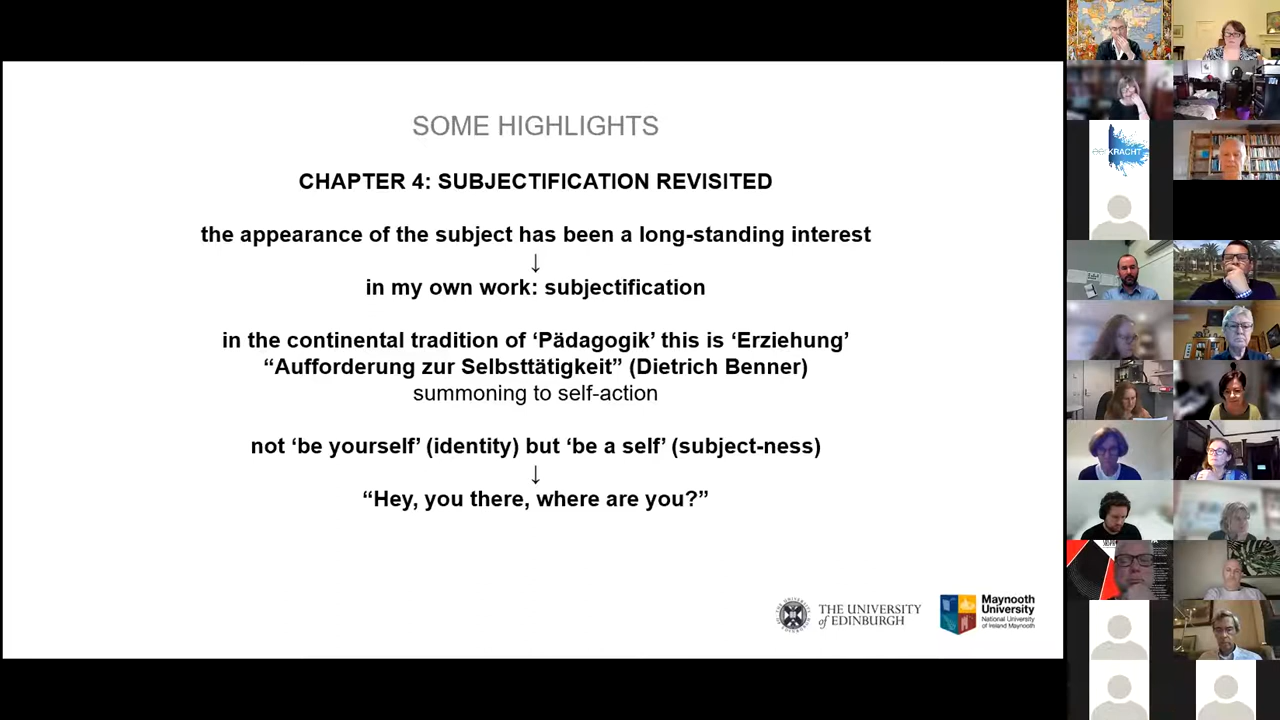 SOME HIGHLIGHTS
CHAPTER 4: SUBJECTIFICATION REVISITED
the appearance of the subject has been a long-standing interest
↓
in my own work: subjectification
in the continental tradition of ‘Pädagogik’ this is ‘Erziehung’
“Aufforderung zur Selbsttätigkeit” (Dietrich Benner)
summoning to self-action
not ‘be yourself’ (identity) but ‘be a self’ (subject-ness)
↓
“Hey, you there, where are you?”
THE UNIVERSITY
of EDINBURGH
Maynooth
University
National University
of Ireland Maynooth